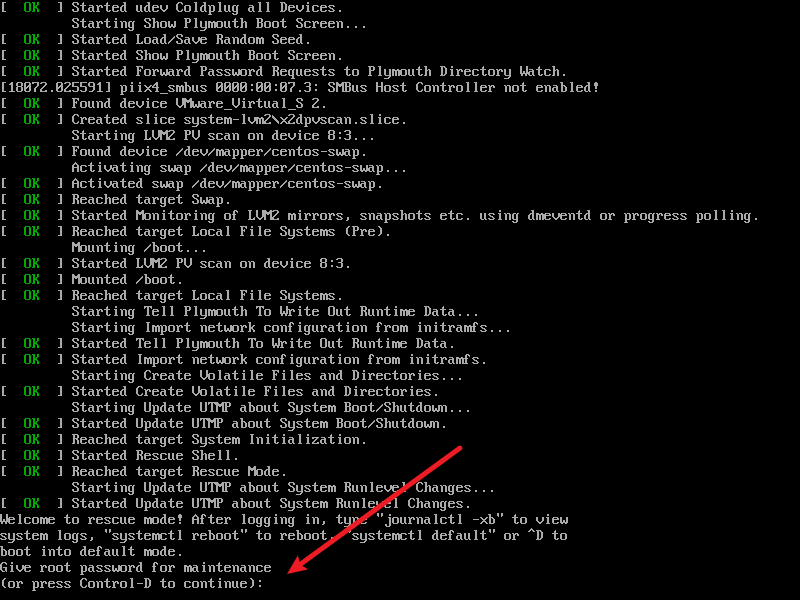 [  OK  ] Started udev Coldplug all Devices.
         Starting Show Plymouth Boot Screen...
[  OK  ] Started Load/Save Random Seed.
[  OK  ] Started Show Plymouth Boot Screen.
[  OK  ] Started Forward Password Requests to Plymouth Directory Watch.
[18072.025591] piix4_smbus 0000:00:07.3: SMBus Host Controller not enabled!
[  OK  ] Found device VMware_Virtual_S 2.
[  OK  ] Created slice system-lvm2\x2dpvscan.slice.
         Starting LVM2 PV scan on device 8:3...
[  OK  ] Found device /dev/mapper/centos-swap.
         Activating swap /dev/mapper/centos-swap...
[  OK  ] Activated swap /dev/mapper/centos-swap.
[  OK  ] Reached target Swap.
[  OK  ] Started Monitoring of LVM2 mirrors, snapshots etc. using dmeventd or progress polling.
[  OK  ] Reached target Local File Systems (Pre).
         Mounting /boot...
[  OK  ] Started LVM2 PV scan on device 8:3.
[  OK  ] Mounted /boot.
[  OK  ] Reached target Local File Systems.
         Starting Tell Plymouth To Write Out Runtime Data...
         Starting Import network configuration from initramfs...
[  OK  ] Started Tell Plymouth To Write Out Runtime Data.
[  OK  ] Started Import network configuration from initramfs.
         Starting Create Volatile Files and Directories...
[  OK  ] Started Create Volatile Files and Directories.
         Starting Update UTMP about System Boot/Shutdown...
[  OK  ] Started Update UTMP about System Boot/Shutdown.
[  OK  ] Reached target System Initialization.
[  OK  ] Started Rescue Shell.
[  OK  ] Reached target Rescue Mode.
         Starting Update UTMP about System Runlevel Changes...
[  OK  ] Started Update UTMP about System Runlevel Changes.
Welcome to rescue mode! After logging in, type "journalctl -xb" to view
system logs, "systemctl reboot" to reboot, "systemctl default" or ^D to
boot into default mode.
Give root password for maintenance
(or press Control-D to continue):